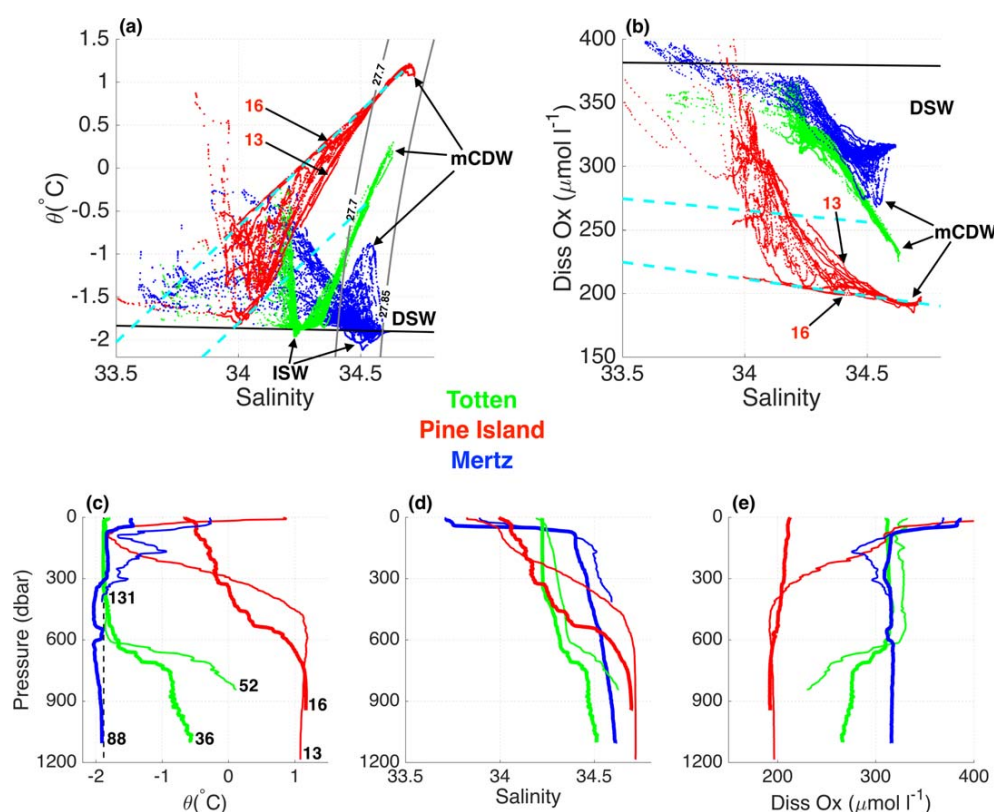 (a)
1.5
1
0.5
0
-0.5
-1
-1.5
-2
θ(°C)
16
13
27.7
27.7
27.85
mCDW
DSW
ISW
33.5
34
34.5
Salinity
(b)
400
350
300
250
200
150
Diss Ox (μmol l⁻¹)
DSW
mCDW
13
16
33.5
34
34.5
Salinity
Totten
Pine Island
Mertz
(c)
0
300
600
900
1200
Pressure (dbar)
131
52
16
88
36
13
-2
-1
0
1
θ(°C)
(d)
0
300
600
900
1200
33.5
34
34.5
Salinity
(e)
0
300
600
900
1200
200
300
400
Diss Ox (μmol l⁻¹)